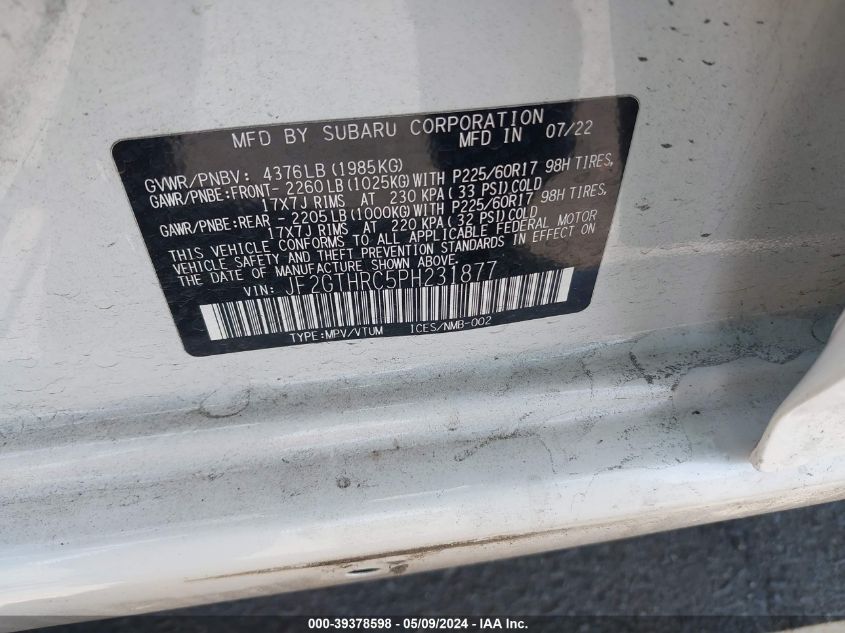 MFD BY SUBARU CORPORATION
MFD IN 07/22
GVWR/PNBV: 4376LB(1985KG)
GAWR/PNBE:FRONT- 2260LB(1025KG)WITH P225/60R17 98H TIRES,
17X7J RIMS AT 230 KPA(33 PSI)COLD
GAWR/PNBE:REAR - 2205LB(1000KG)WITH P225/60R17 98H TIRES,
17X7J RIMS AT 220 KPA(32 PSI)COLD
THIS VEHICLE CONFORMS TO ALL APPLICABLE FEDERAL MOTOR
VEHICLE SAFETY AND THEFT PREVENTION STANDARDS IN EFFECT ON
THE DATE OF MANUFACTURE SHOWN ABOVE.
VIN: JF2GTHRC5PH231877
TYPE:MPV/VTUM ICES/NMB-002
000-39378598 - 05/09/2024 - IAA Inc.